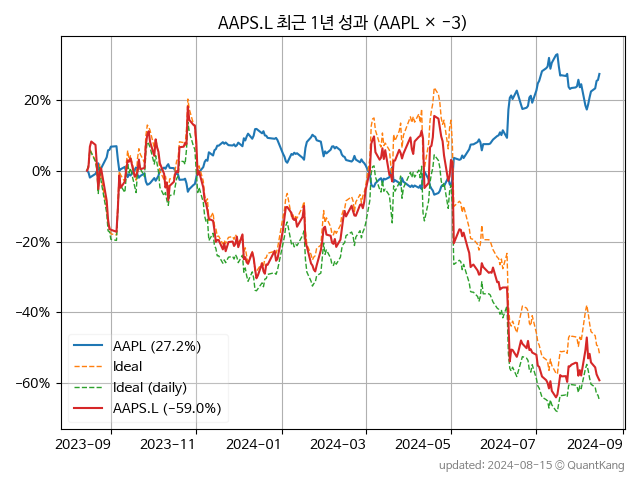 AAPS.L 최근 1년 성과 (AAPL × −3)
20%
0%
−20%
−40%
−60%
AAPL (27.2%)
Ideal
Ideal (daily)
AAPS.L (−59.0%)
2023-09 2023-11 2024-01 2024-03 2024-05 2024-07 2024-09
updated: 2024-08-15 © QuantKang